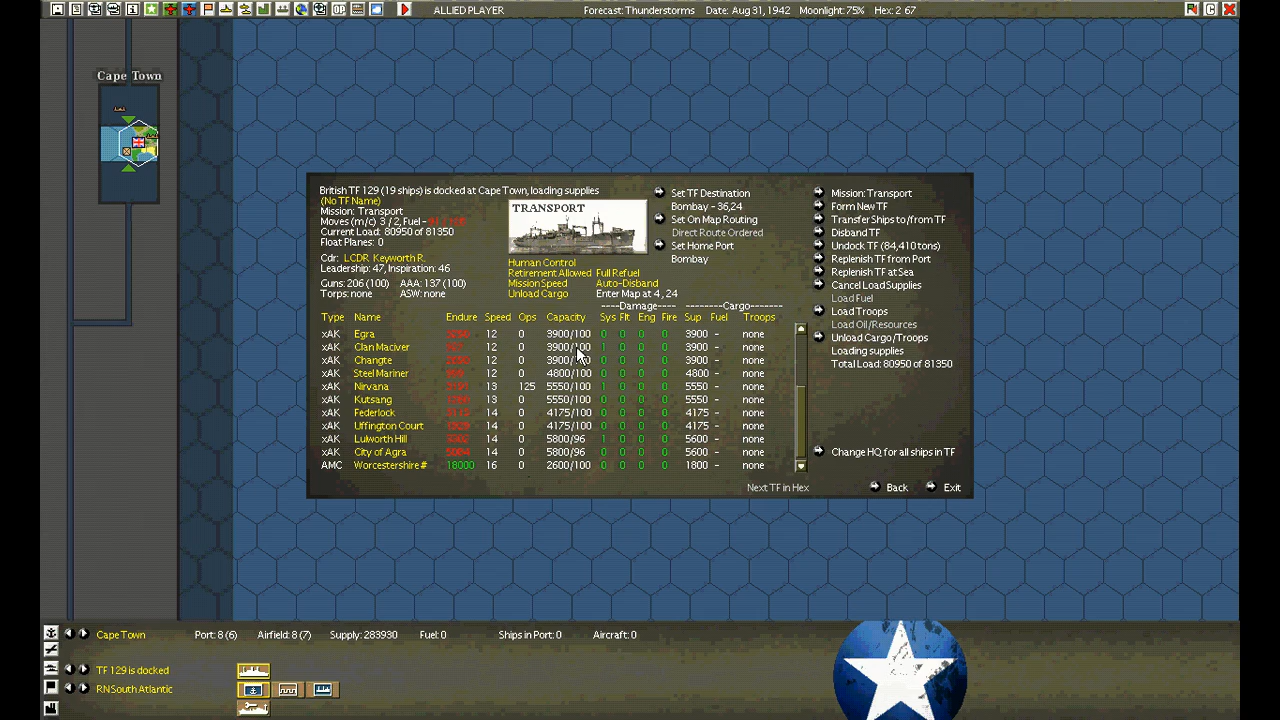 ALLIED PLAYER Forecast: Thunderstorms Date: Aug 31, 1942 Moonlight: 75% Hex: 2 67
Cape Town
British TF 129 (19 ships) is docked at Cape Town, loading supplies
(No TF Name)
Mission: Transport
Moves (m/c) 3 / 2, Fuel -
Current Load: 80950 of 81350
Float Planes: 0
Cdr: LCDR Keyworth R.
Leadership: 47, Inspiration: 46
Guns: 206 (100) AAA: 137 (100)
Torps: none ASW: none
TRANSPORT
Human Control
Retirement Allowed Full Refuel
Mission Speed Auto-Disband
Unload Cargo Enter Map at 4 , 24
Set TF Destination
Bombay - 36,24
Set On Map Routing
Direct Route Ordered
Set Home Port
Bombay
Mission: Transport
Form New TF
Transfer Ships to/from TF
Disband TF
Undock TF (84,410 tons)
Replenish TF from Port
Replenish TF at Sea
Cancel Load Supplies
Load Fuel
Load Troops
Load Oil/Resources
Unload Cargo/Troops
Loading supplies
Total Load: 80950 of 81350
Change HQ for all ships in TF
----Damage---- -------Cargo-------
Type Name Endure Speed Ops Capacity Sys Flt Eng Fire Sup Fuel Troops
xAK Egra 12 0 3900/100 0 0 0 0 3900 - none
xAK Clan Maciver 12 0 3900/100 1 0 0 0 3900 - none
xAK Changte 12 0 3900/100 0 0 0 0 3900 - none
xAK Steel Mariner 12 0 4800/100 0 0 0 0 4800 - none
xAK Nirvana 13 125 5550/100 1 0 0 0 5550 - none
xAK Kutsang 13 0 5550/100 0 0 0 0 5550 - none
xAK Federlock 14 0 4175/100 0 0 0 0 4175 - none
xAK Uffington Court 14 0 4175/100 0 0 0 0 4175 - none
xAK Lulworth Hill 14 0 5800/96 1 0 0 0 5600 - none
xAK City of Agra 14 0 5800/96 0 0 0 0 5600 - none
AMC Worcestershire# 18000 16 0 2600/100 0 0 0 0 1800 - none
Next TF in Hex Back Exit
Cape Town Port: 8 (6) Airfield: 8 (7) Supply: 283930 Fuel: 0 Ships in Port: 0 Aircraft: 0
TF 129 is docked
RN South Atlantic